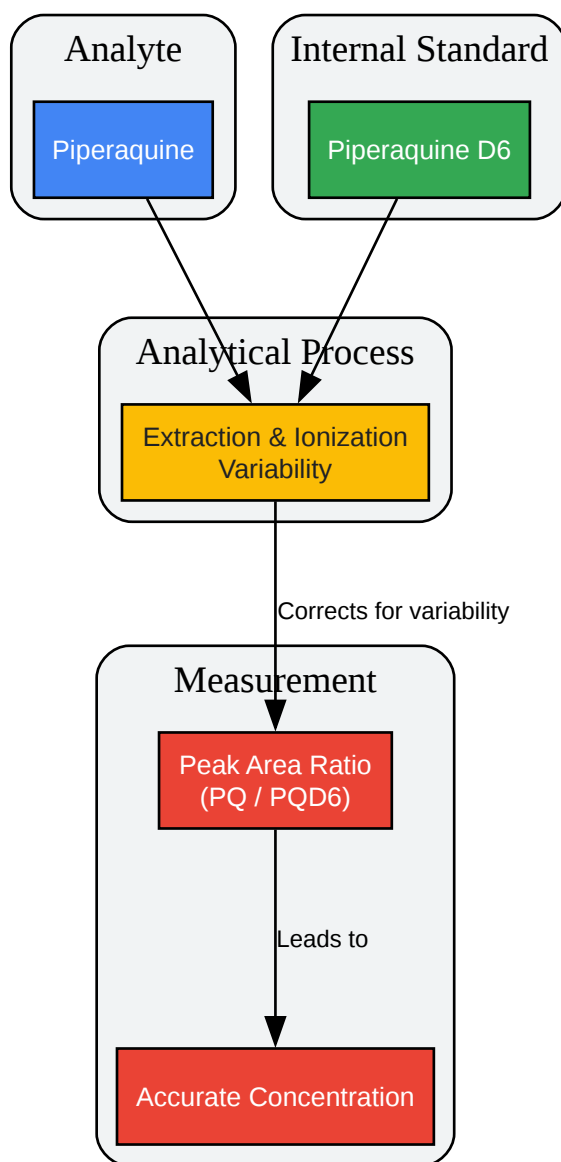 Analyte
Internal Standard
Piperaquine
Piperaquine D6
Analytical Process
Extraction & Ionization
Variability
Corrects for variability
Measurement
Peak Area Ratio
(PQ / PQD6)
Leads to
Accurate Concentration